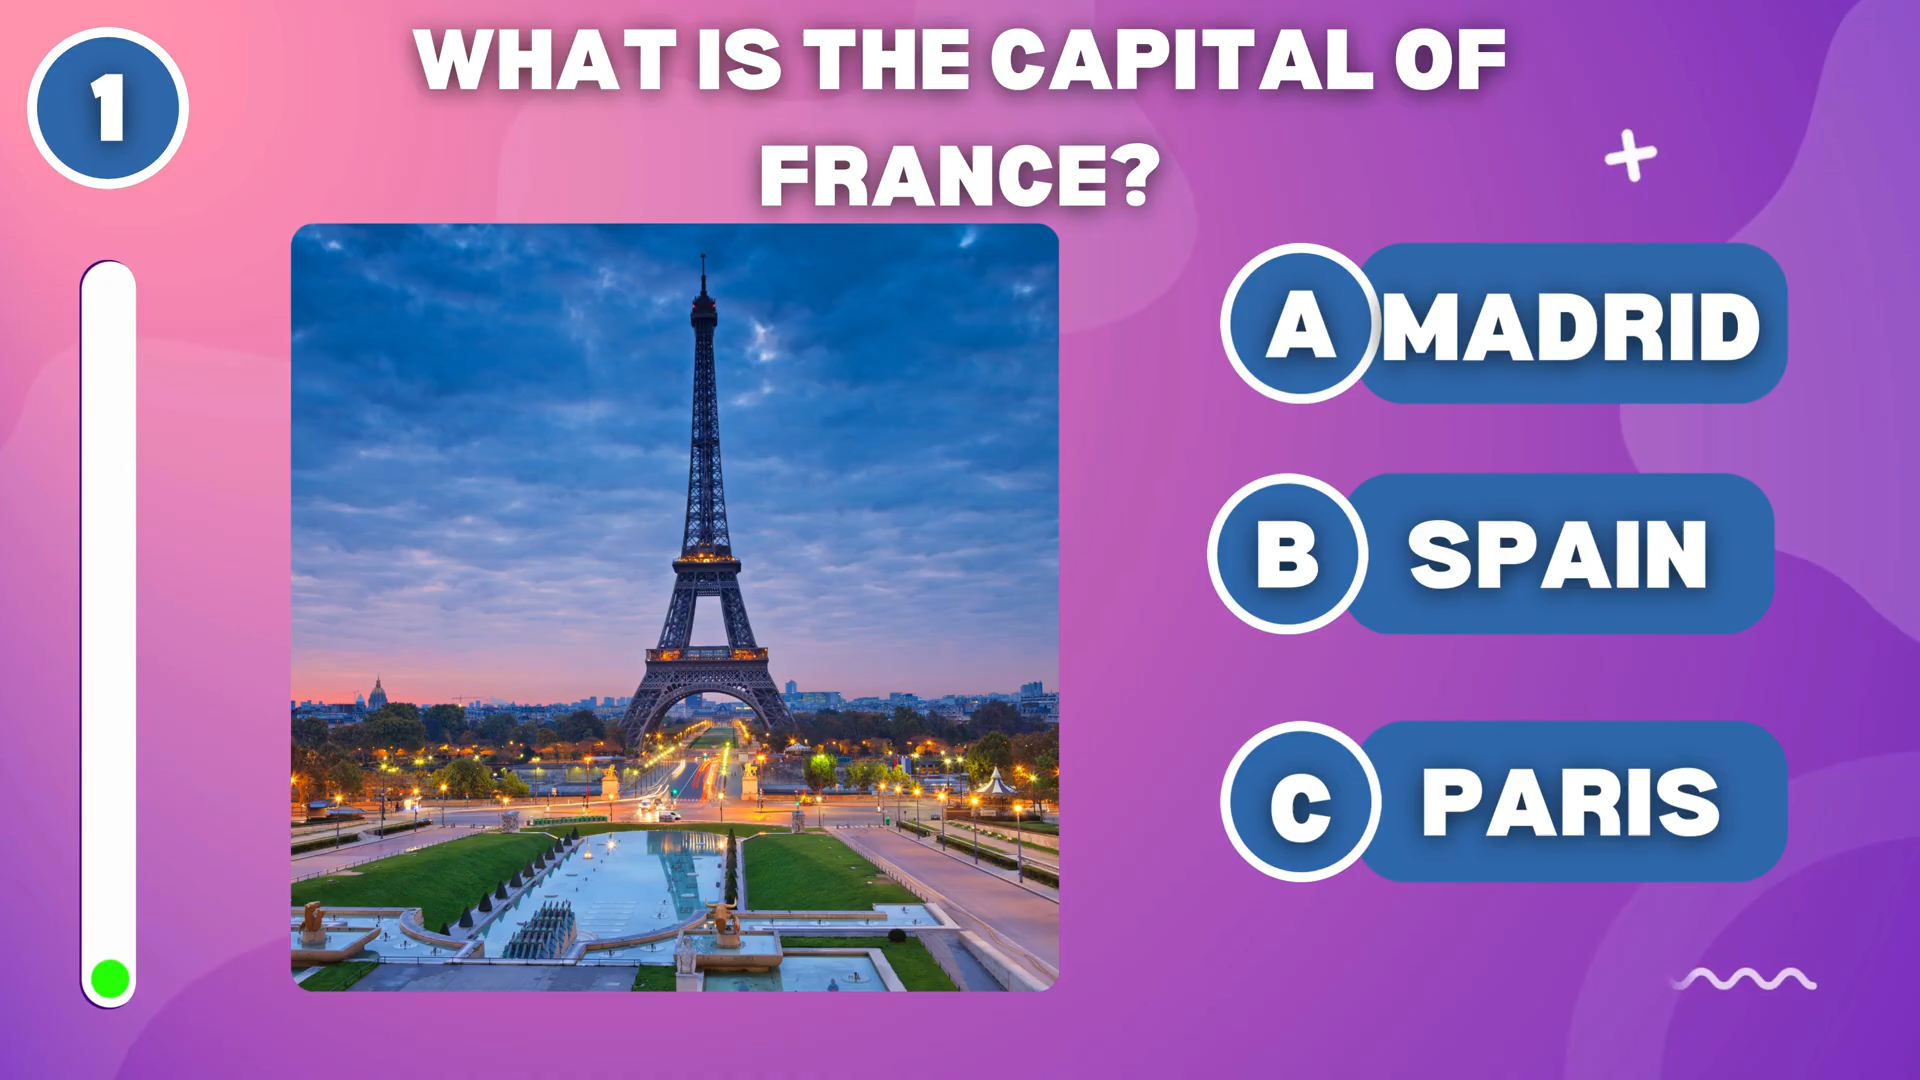 1
WHAT IS THE CAPITAL OF
FRANCE?
A MADRID
B SPAIN
C PARIS